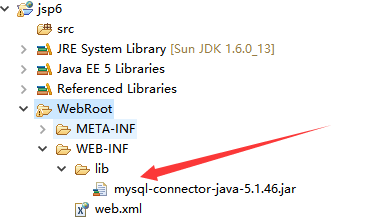 jsp6
src
JRE System Library [Sun JDK 1.6.0_13]
Java EE 5 Libraries
Referenced Libraries
WebRoot
META-INF
WEB-INF
lib
mysql-connector-java-5.1.46.jar
web.xml